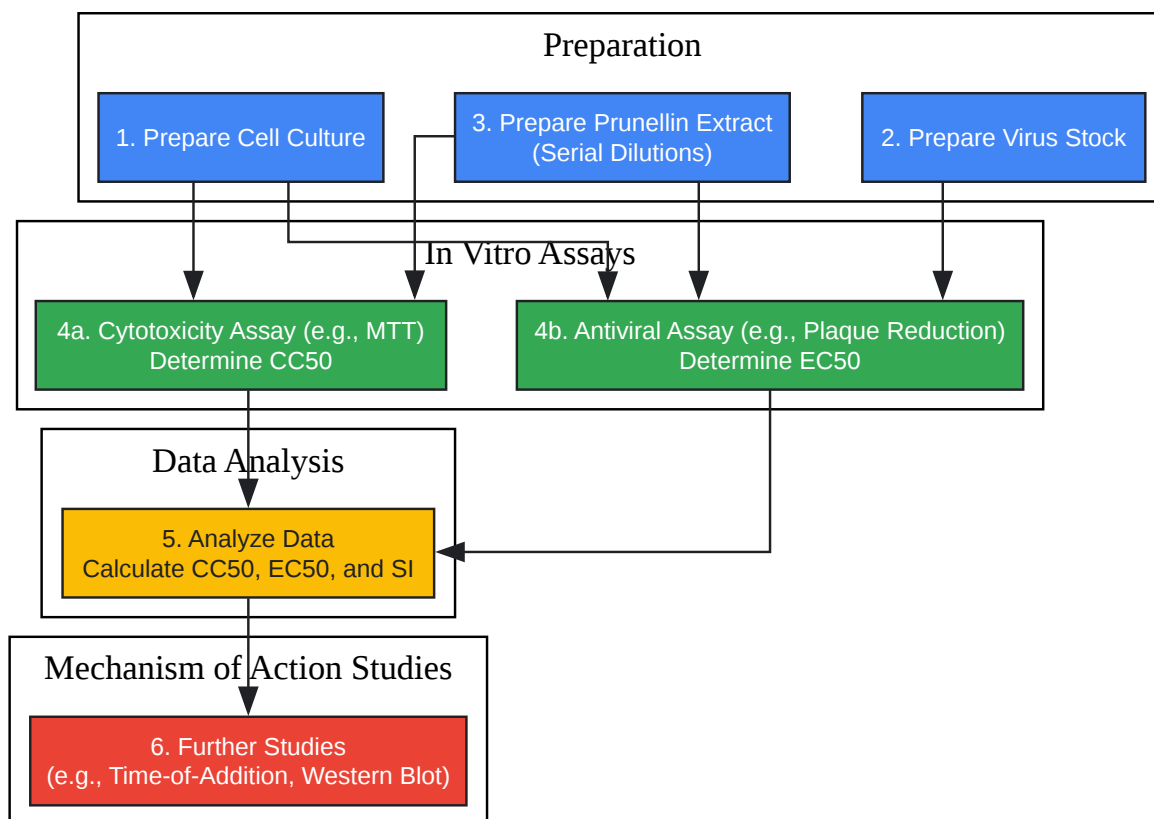 Preparation
1. Prepare Cell Culture
3. Prepare Prunellin Extract
(Serial Dilutions)
2. Prepare Virus Stock
In Vitro Assays
4a. Cytotoxicity Assay (e.g., MTT)
Determine CC50
4b. Antiviral Assay (e.g., Plaque Reduction)
Determine EC50
Data Analysis
5. Analyze Data
Calculate CC50, EC50, and SI
Mechanism of Action Studies
6. Further Studies
(e.g., Time-of-Addition, Western Blot)